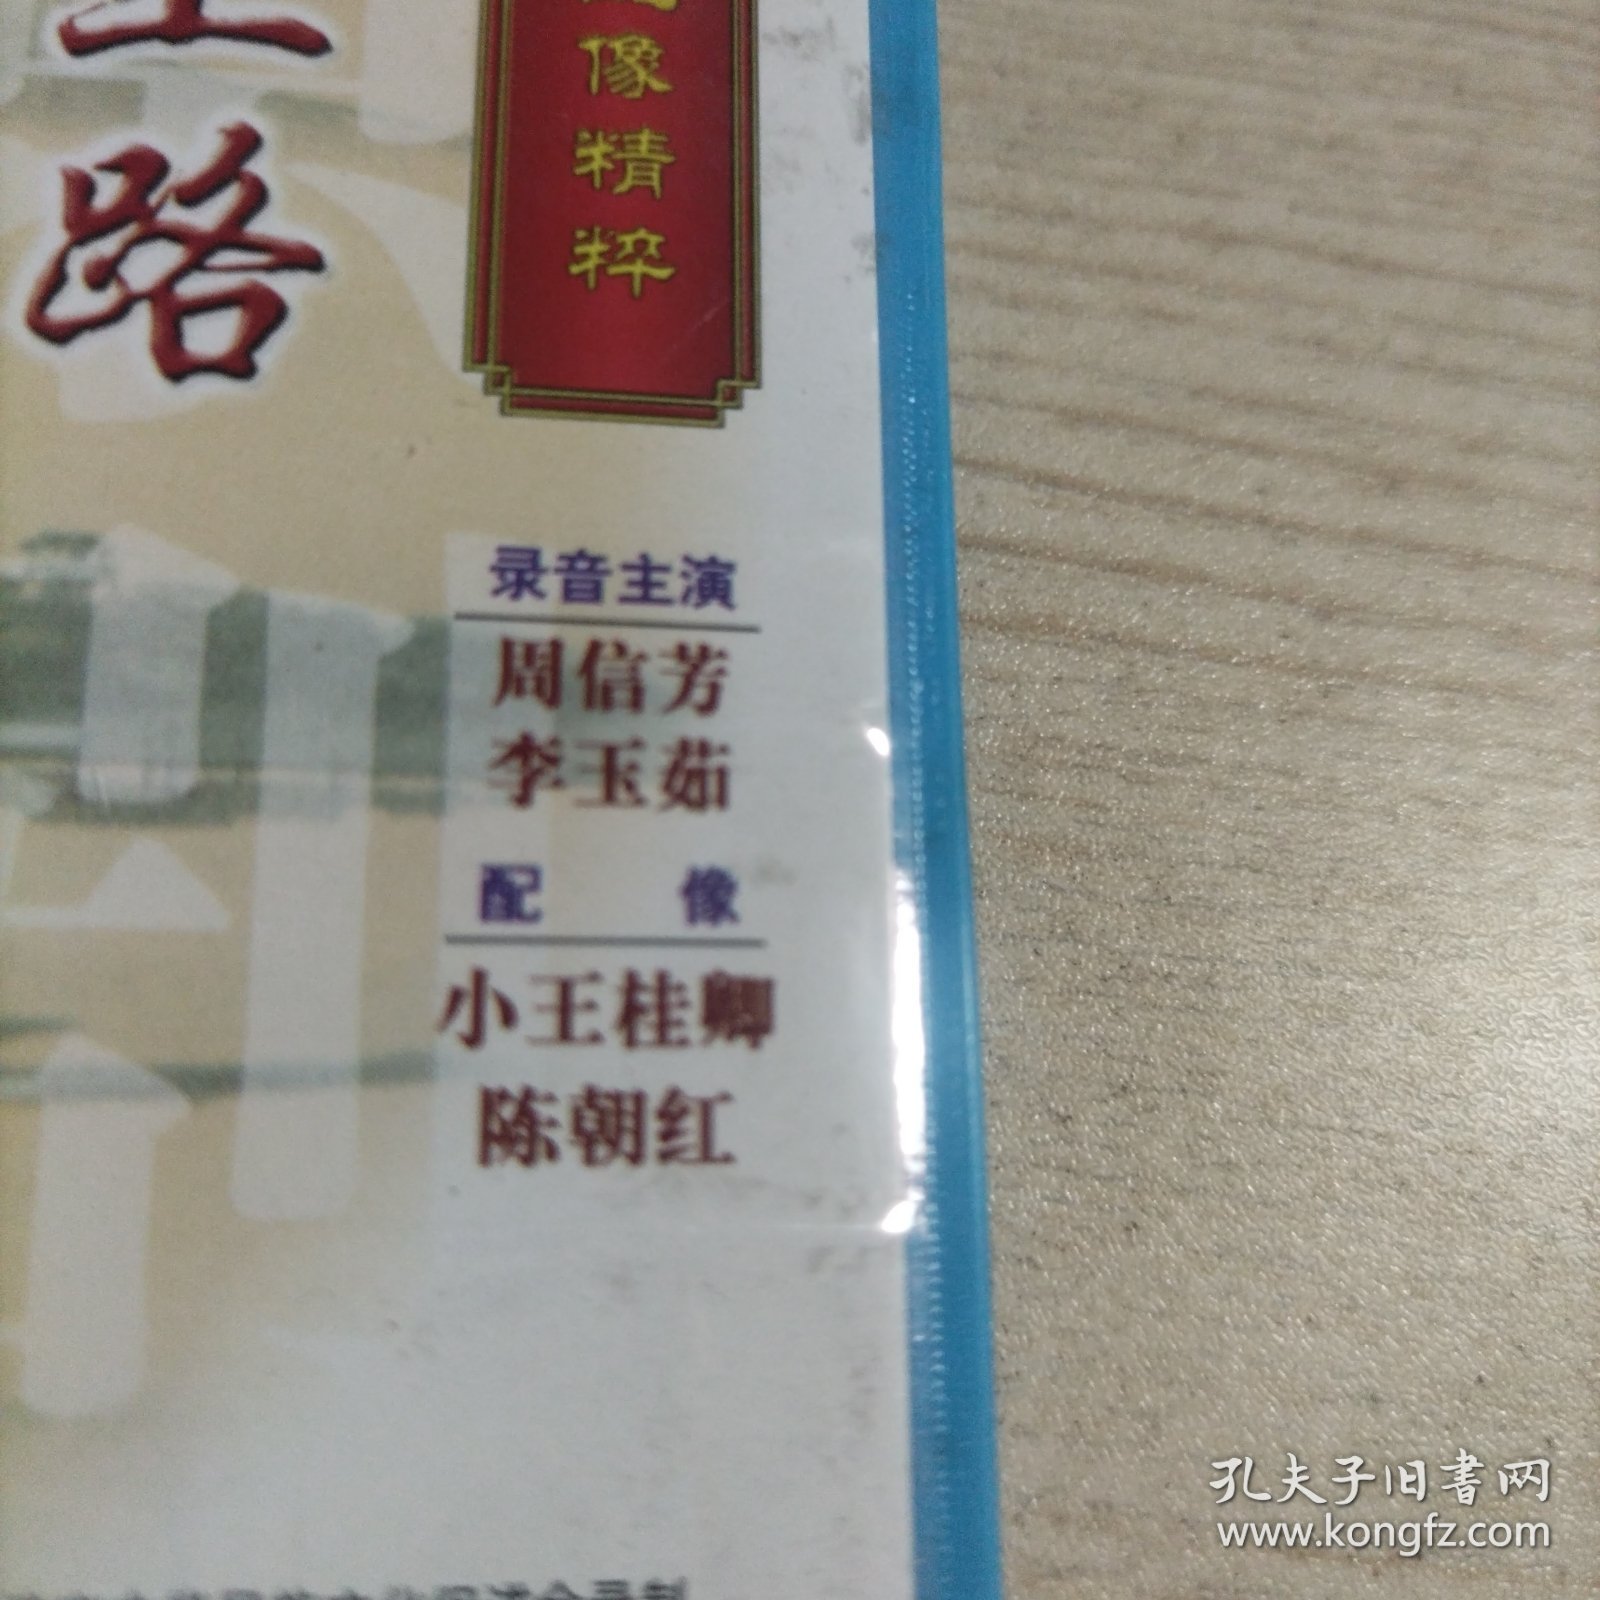 路
像精粹
录音主演
周信芳
李玉茹
配 像
小王桂卿
陈朝红
孔夫子旧书网
www.kongfz.com